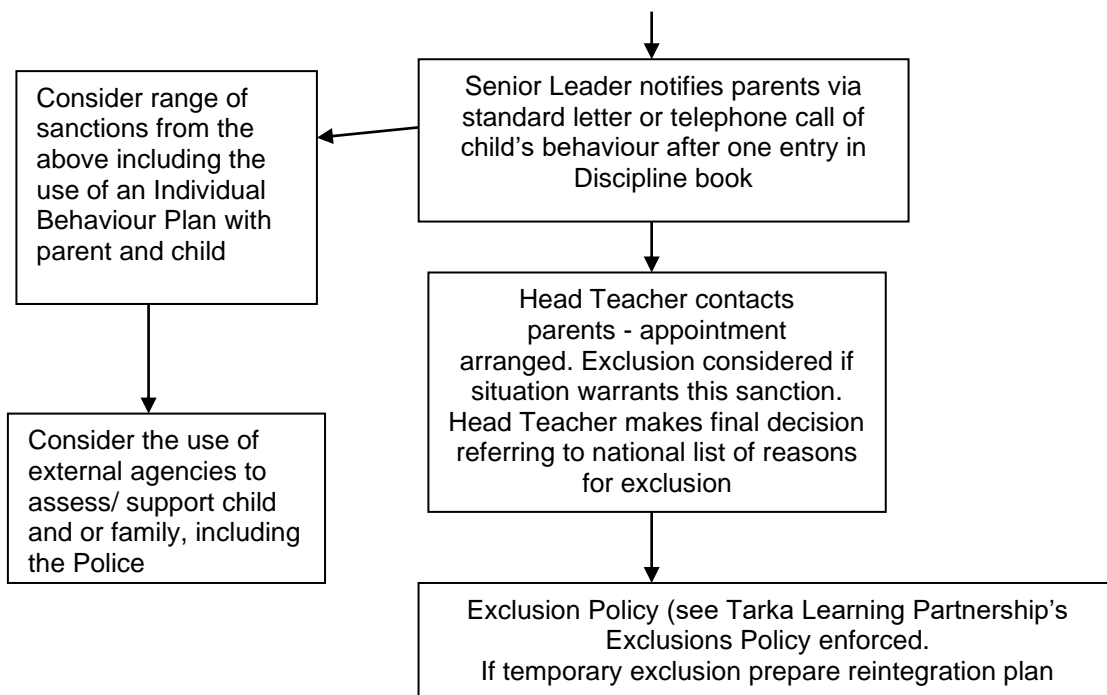 Senior Leader notifies parents via
standard letter or telephone call of
child’s behaviour after one entry in
Discipline book
Consider range of
sanctions from the
above including the
use of an Individual
Behaviour Plan with
parent and child
Head Teacher contacts
parents - appointment
arranged. Exclusion considered if
situation warrants this sanction.
Head Teacher makes final decision
referring to national list of reasons
for exclusion
Consider the use of
external agencies to
assess/ support child
and or family, including
the Police
Exclusion Policy (see Tarka Learning Partnership’s
Exclusions Policy enforced.
If temporary exclusion prepare reintegration plan